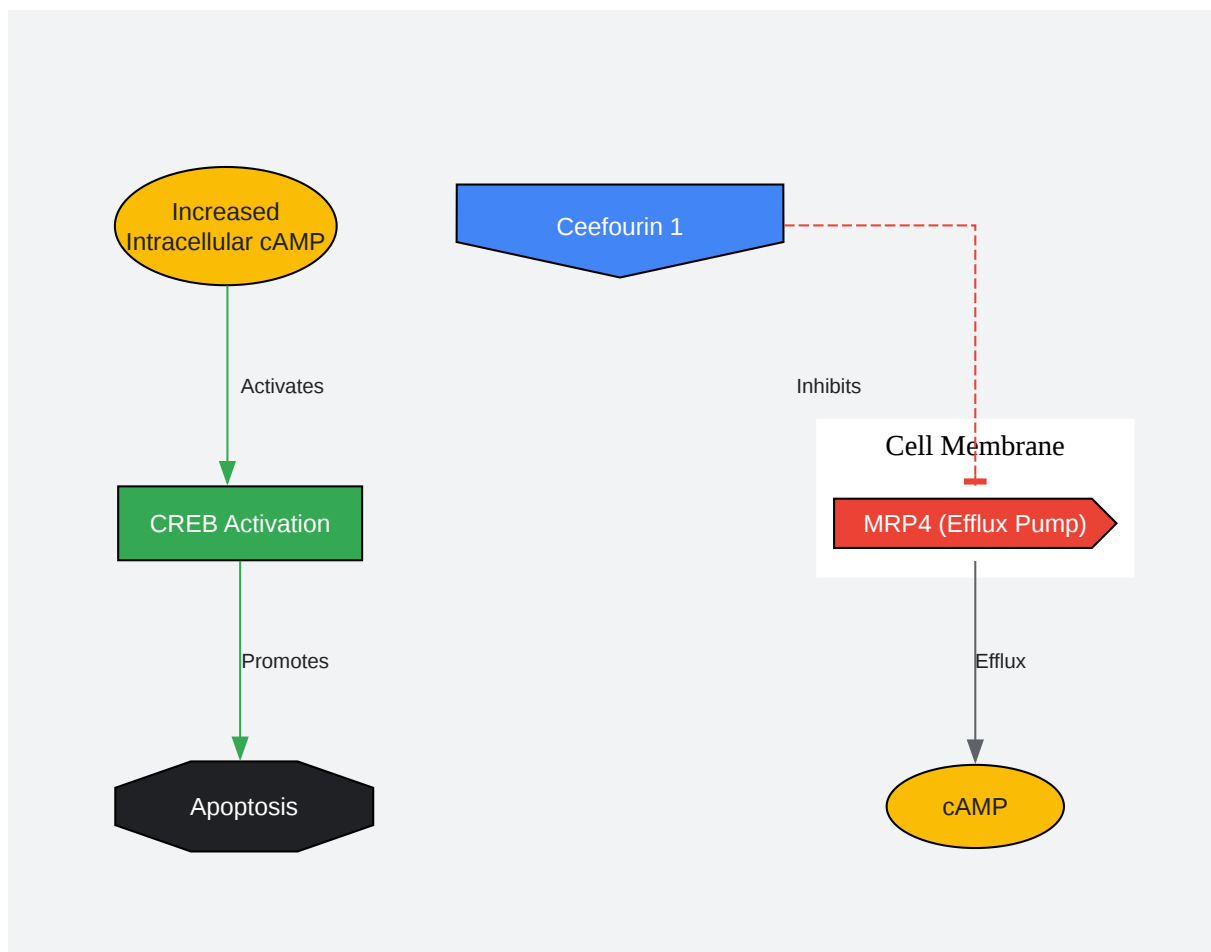 Increased
Intracellular cAMP
Ceefourin 1
Activates
Inhibits
Cell Membrane
CREB Activation
MRP4 (Efflux Pump)
Promotes
Efflux
Apoptosis
cAMP